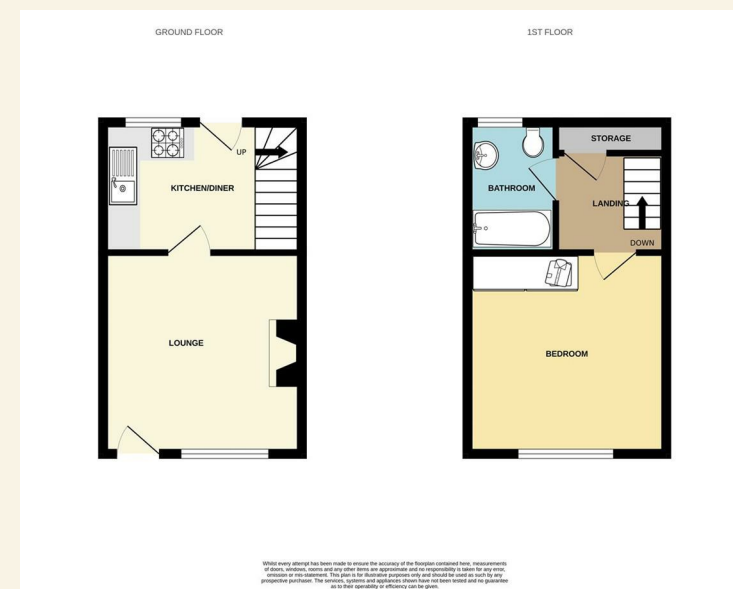 GROUND FLOOR
1ST FLOOR
UP
KITCHEN/DINER
LOUNGE
STORAGE
BATHROOM
LANDING
DOWN
BEDROOM
Whilst every attempt has been made to ensure the accuracy of the floorplan contained here, measurements
of doors, windows, rooms and any other items are approximate and no responsibility is taken for any error,
omission or mis-statement. This plan is for illustrative purposes only and should be used as such by any
prospective purchaser. The services, systems and appliances shown have not been tested and no guarantee
as to their operability or efficiency can be given.